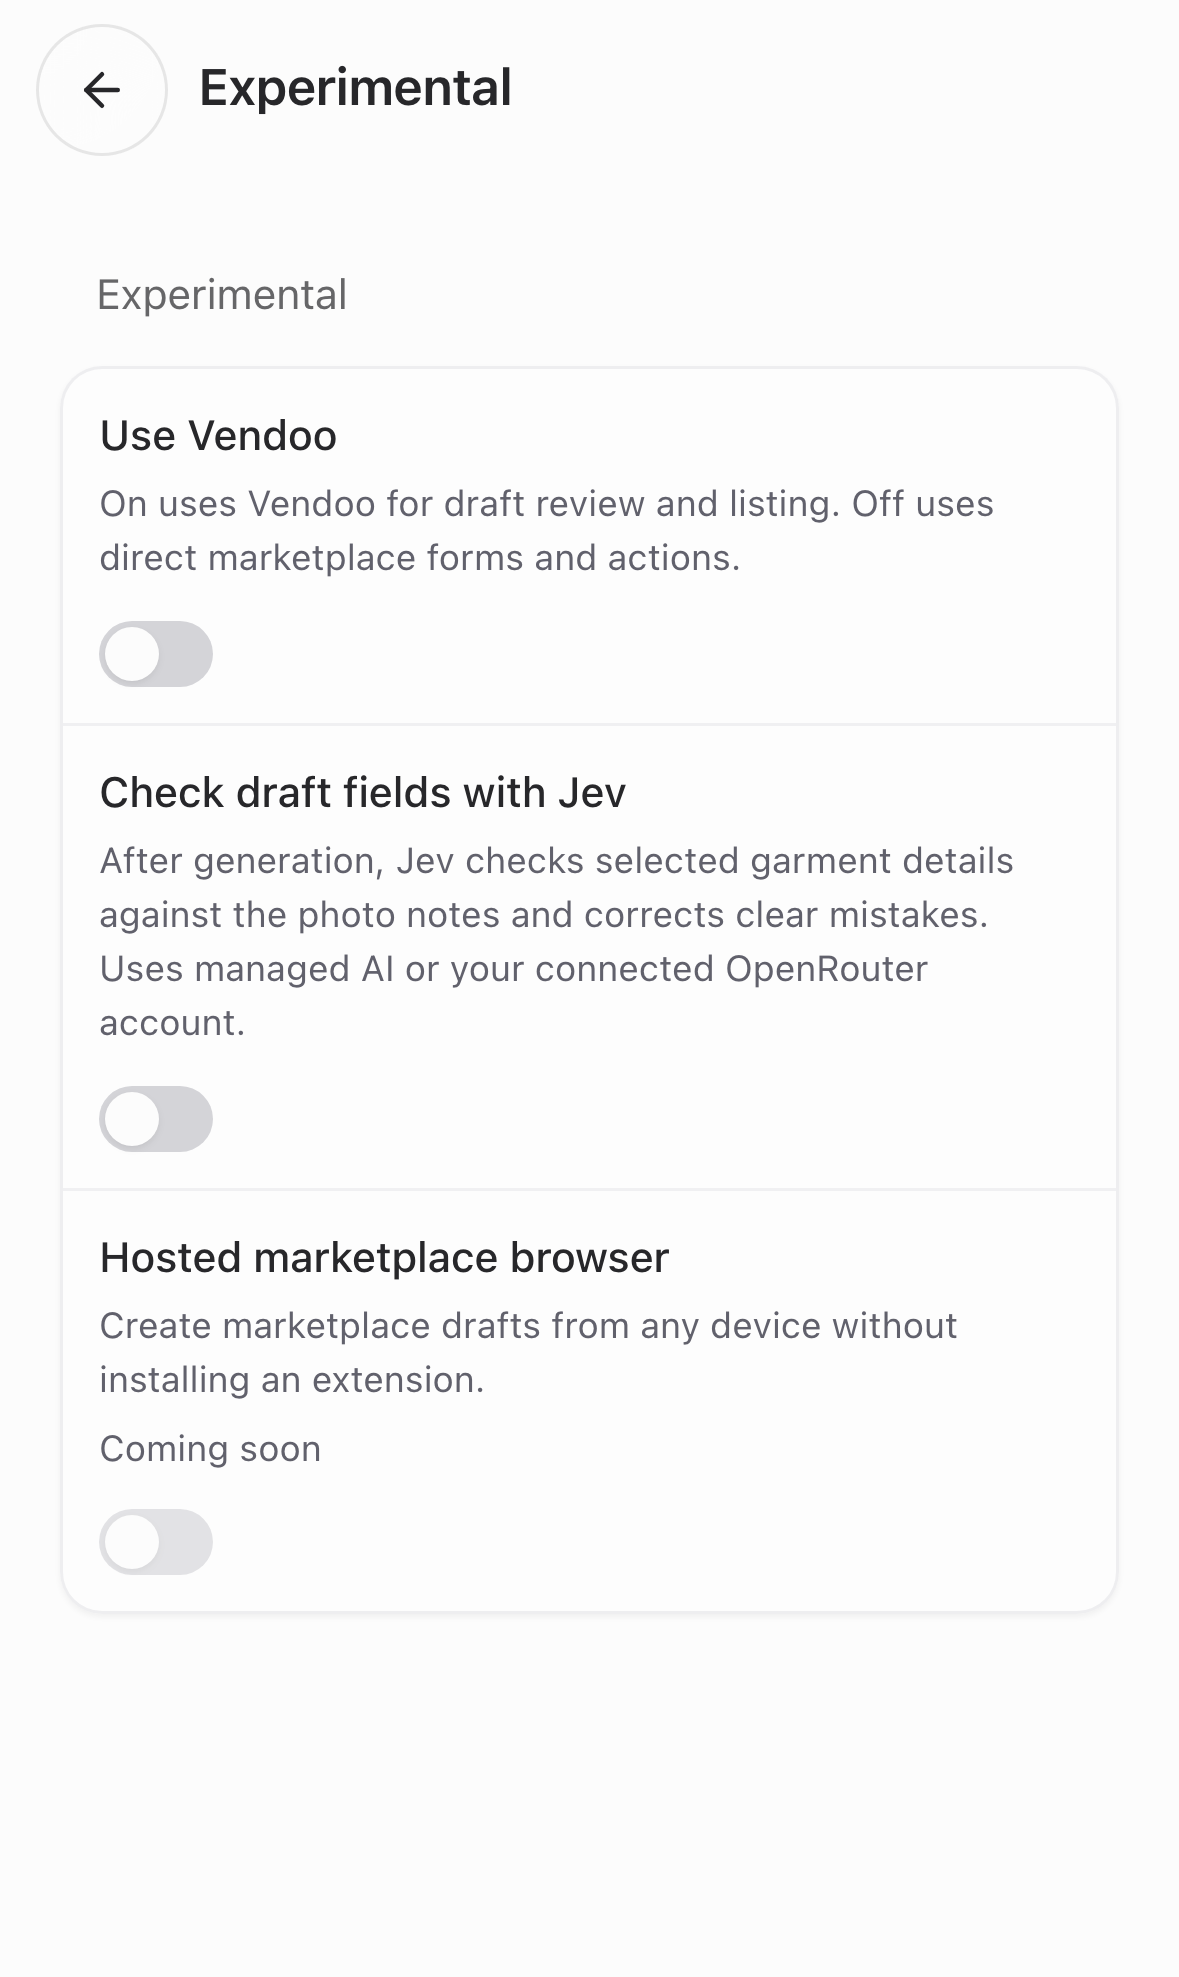 Experimental
Experimental
Use Vendoo
On uses Vendoo for draft review and listing. Off uses
direct marketplace forms and actions.
Check draft fields with Jev
After generation, Jev checks selected garment details
against the photo notes and corrects clear mistakes.
Uses managed AI or your connected OpenRouter
account.
Hosted marketplace browser
Create marketplace drafts from any device without
installing an extension.
Coming soon